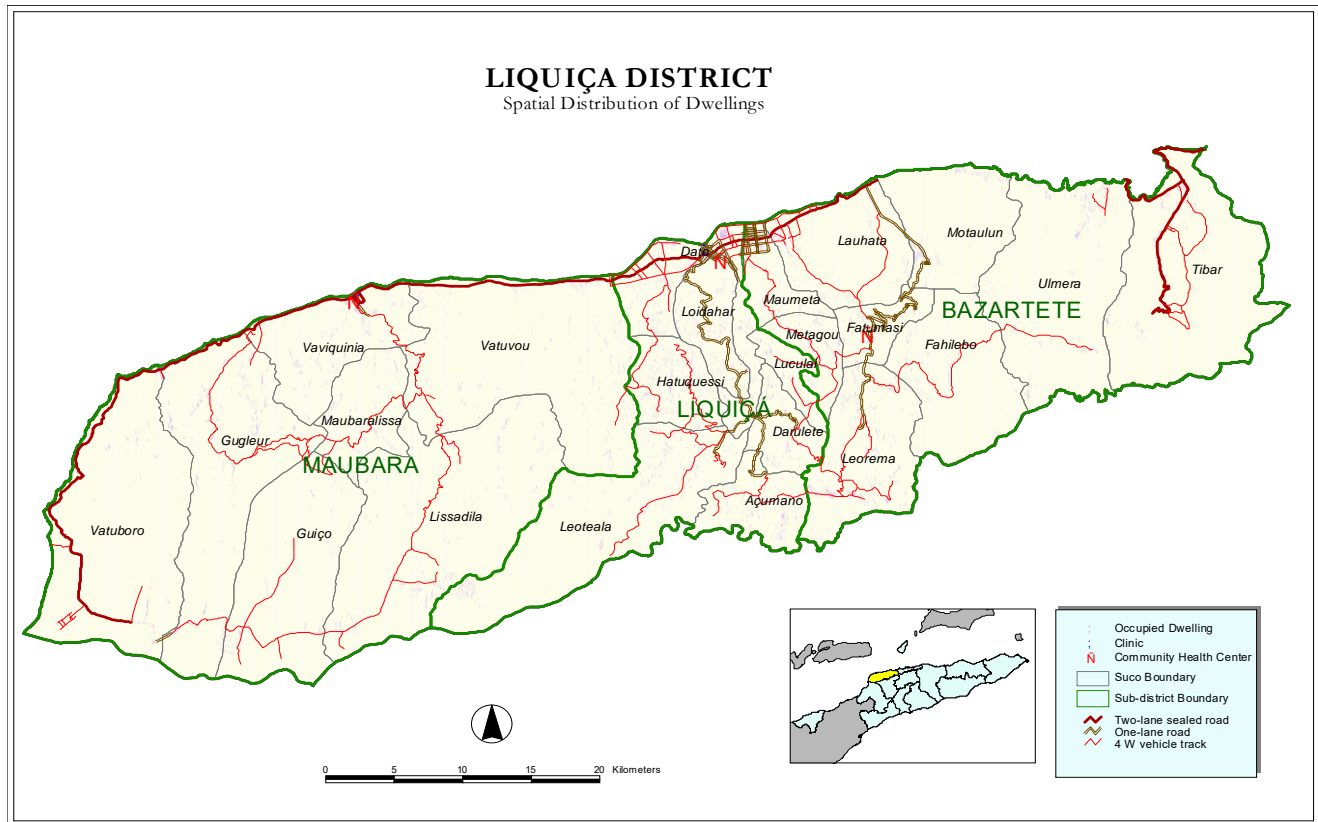 LIQUIÇA DISTRICT
Spatial Distribution of Dwellings
Lauhata
Motaulun
Dato
Tibar
Ulmera
Maumeta
Loidahar
BAZARTETE
Metagou
Fatumasi
Fahilebo
Vaviquinia
Vatuvou
Luculai
Hatuquessi
LIQUIÇÁ
Maubaralissa
Darulete
Gugleur
MAUBARA
Leorema
Açumano
Lissadila
Leoteala
Vatuboro
Guiço
Ñ
Ñ
Ñ
Occupied Dwelling
Clinic
Ñ Community Health Center
Suco Boundary
Sub-district Boundary
Two-lane sealed road
One-lane road
4 W vehicle track
0 5 10 15 20 Kilometers